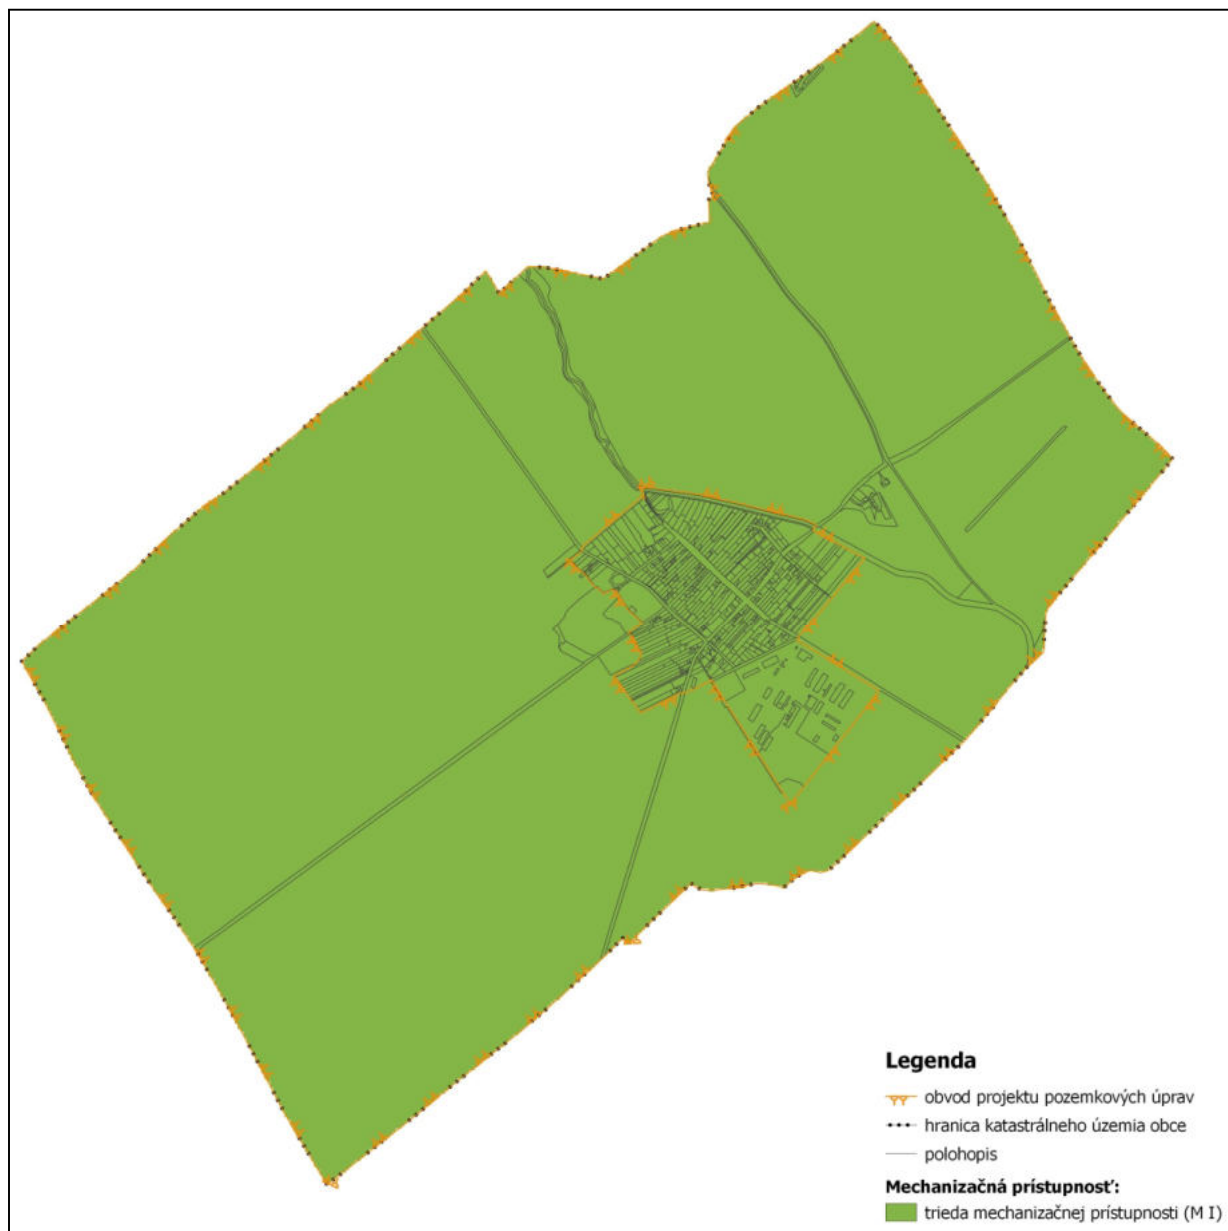 Legenda
obvod projektu pozemkových úprav
hranica katastrálneho územia obce
polohopis
Mechanizačná prístupnosť:
trieda mechanizačnej prístupnosti (M I)